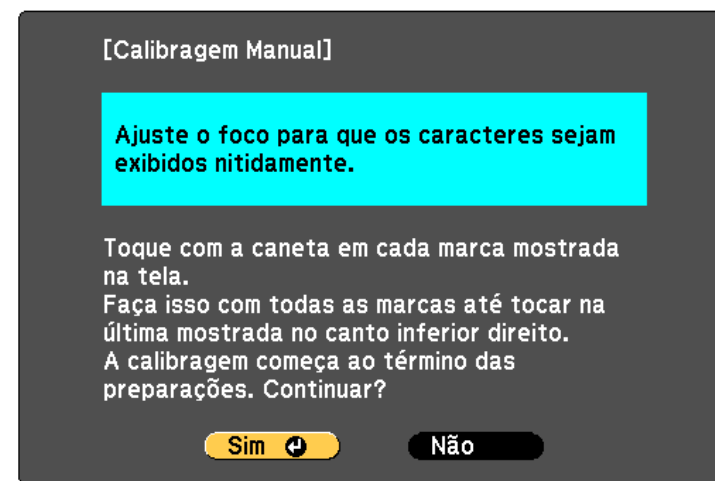 [Calibragem Manual]
Ajuste o foco para que os caracteres sejam
exibidos nitidamente.
Toque com a caneta em cada marca mostrada
na tela.
Faça isso com todas as marcas até tocar na
última mostrada no canto inferior direito.
A calibragem começa ao término das
preparações. Continuar?
Sim Não